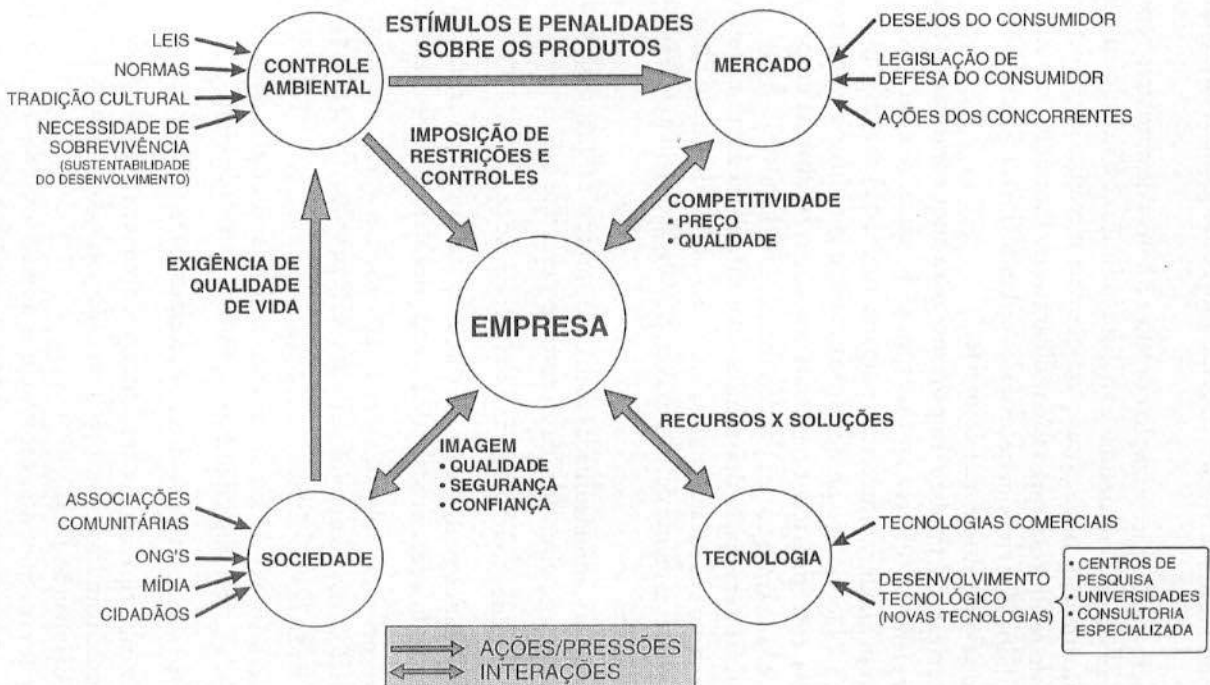 ESTÍMULOS E PENALIDADES
SOBRE OS PRODUTOS
LEIS
NORMAS
TRADIÇÃO CULTURAL
NECESSIDADE DE
SOBREVIVÊNCIA
(SUSTENTABILIDADE
DO DESENVOLVIMENTO)
CONTROLE
AMBIENTAL
MERCADO
DESEJOS DO CONSUMIDOR
LEGISLAÇÃO DE
DEFESA DO CONSUMIDOR
AÇÕES DOS CONCORRENTES
IMPOSIÇÃO DE
RESTRIÇÕES E
CONTROLES
COMPETITIVIDADE
• PREÇO
• QUALIDADE
EXIGÊNCIA DE
QUALIDADE
DE VIDA
EMPRESA
IMAGEM
• QUALIDADE
• SEGURANÇA
• CONFIANÇA
RECURSOS X SOLUÇÕES
ASSOCIAÇÕES
COMUNITÁRIAS
ONG'S
MÍDIA
CIDADÃOS
SOCIEDADE
TECNOLOGIA
TECNOLOGIAS COMERCIAIS
DESENVOLVIMENTO
TECNOLÓGICO
(NOVAS TECNOLOGIAS)
• CENTROS DE
PESQUISA
• UNIVERSIDADES
• CONSULTORIA
ESPECIALIZADA
AÇÕES/PRESSÕES
INTERAÇÕES